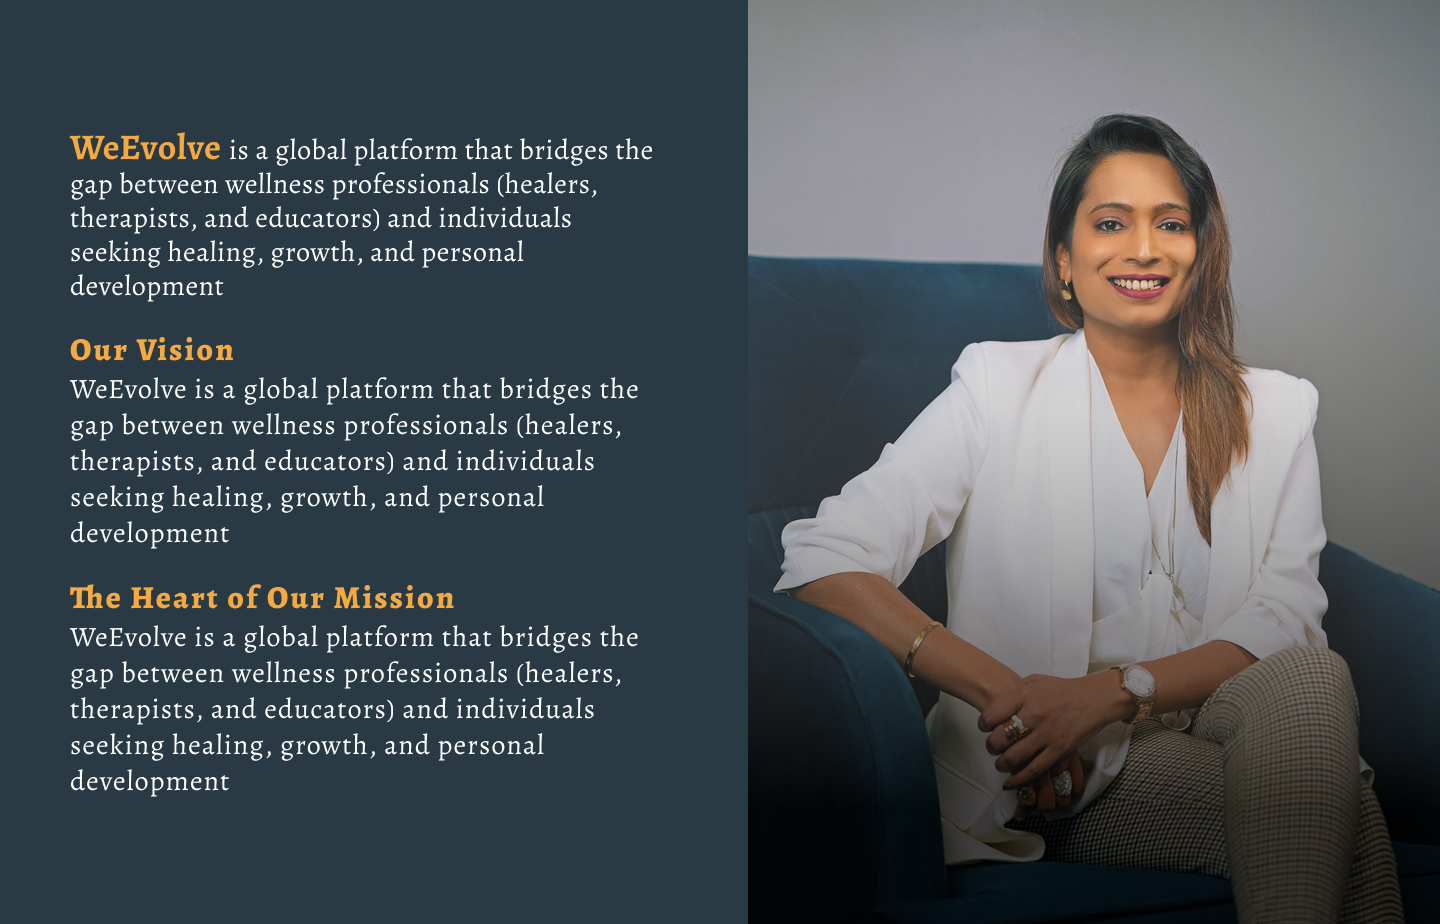 WeEvolve is a global platform that bridges the
gap between wellness professionals (healers,
therapists, and educators) and individuals
seeking healing, growth, and personal
development
Our Vision
WeEvolve is a global platform that bridges the
gap between wellness professionals (healers,
therapists, and educators) and individuals
seeking healing, growth, and personal
development
The Heart of Our Mission
WeEvolve is a global platform that bridges the
gap between wellness professionals (healers,
therapists, and educators) and individuals
seeking healing, growth, and personal
development